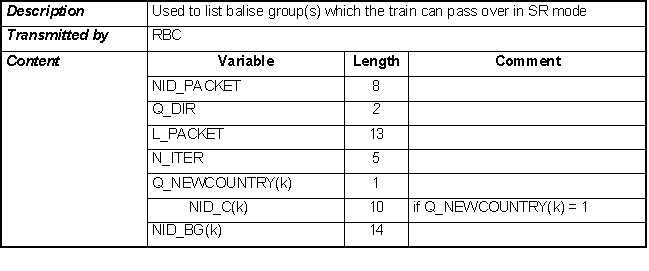 Description Used to list balise group(s) which the train can pass over in SR mode
Transmitted by RBC
Content Variable Length Comment
NID_PACKET 8
Q_DIR 2
L_PACKET 13
N_ITER 5
Q_NEWCOUNTRY(k) 1
NID_C(k) 10 if Q_NEWCOUNTRY(k) = 1
NID_BG(k) 14